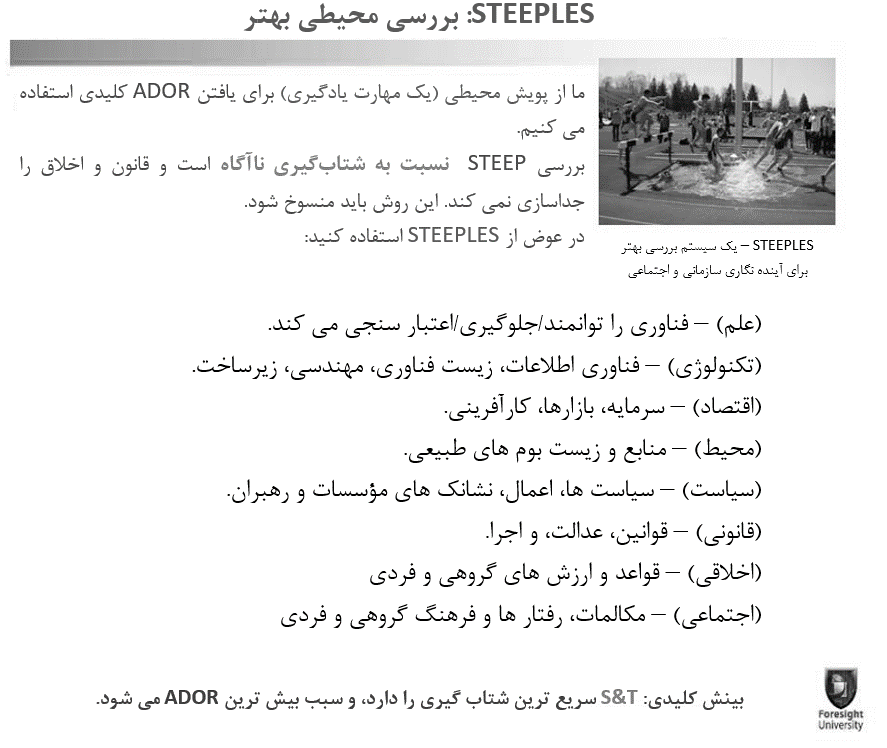 STEEPLES: بررسی محیطی بهتر
ما از پویش محیطی (یک مهارت یادگیری) برای یافتن ADOR کلیدی استفاده
می کنیم.
بررسی STEEP نسبت به شتاب‌گیری ناآگاه است و قانون و اخلاق را
جداسازی نمی کند. این روش باید منسوخ شود.
در عوض از STEEPLES استفاده کنید:
STEEPLES – یک سیستم بررسی بهتر
برای آینده نگاری سازمانی و اجتماعی
(علم) – فناوری را توانمند/جلوگیری/اعتبار سنجی می کند.
(تکنولوژی) – فناوری اطلاعات، زیست فناوری، مهندسی، زیرساخت.
(اقتصاد) – سرمایه، بازارها، کارآفرینی.
(محیط) – منابع و زیست بوم های طبیعی.
(سیاست) – سیاست ها، اعمال، نشانک های مؤسسات و رهبران.
(قانونی) – قوانین، عدالت، و اجرا.
(اخلاقی) – قواعد و ارزش های گروهی و فردی
(اجتماعی) – مکالمات، رفتار ها و فرهنگ گروهی و فردی
بینش کلیدی: S&T سریع ترین شتاب گیری را دارد، و سبب بیش ترین ADOR می شود.
Foresight
University